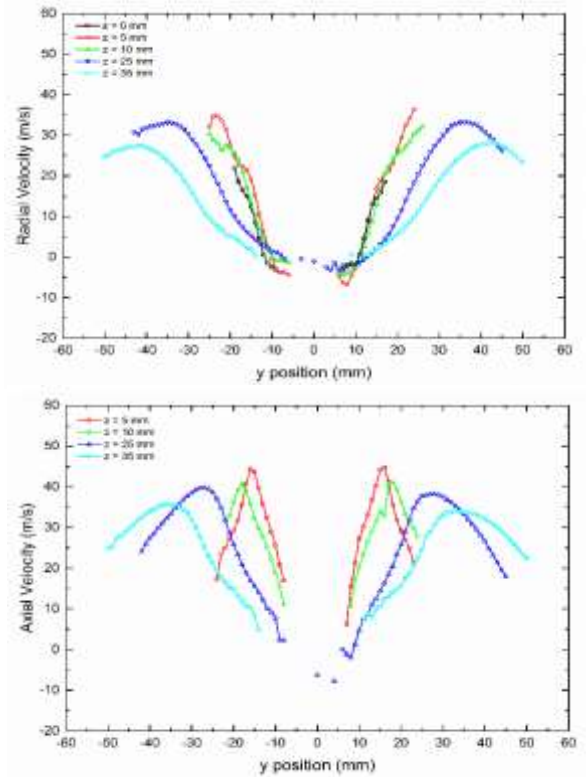 60
z = 0 mm
z = 5 mm
50
z = 10 mm
z = 25 mm
z = 35 mm
40
30
20
10
0
-10
-20
Radial Velocity (m/s)
-60 -50 -40 -30 -20 -10 0 10 20 30 40 50 60
y position (mm)
60
z = 5 mm
z = 10 mm
50
z = 25 mm
z = 35 mm
40
30
20
10
0
-10
-20
Axial Velocity (m/s)
-60 -50 -40 -30 -20 -10 0 10 20 30 40 50 60
y position (mm)